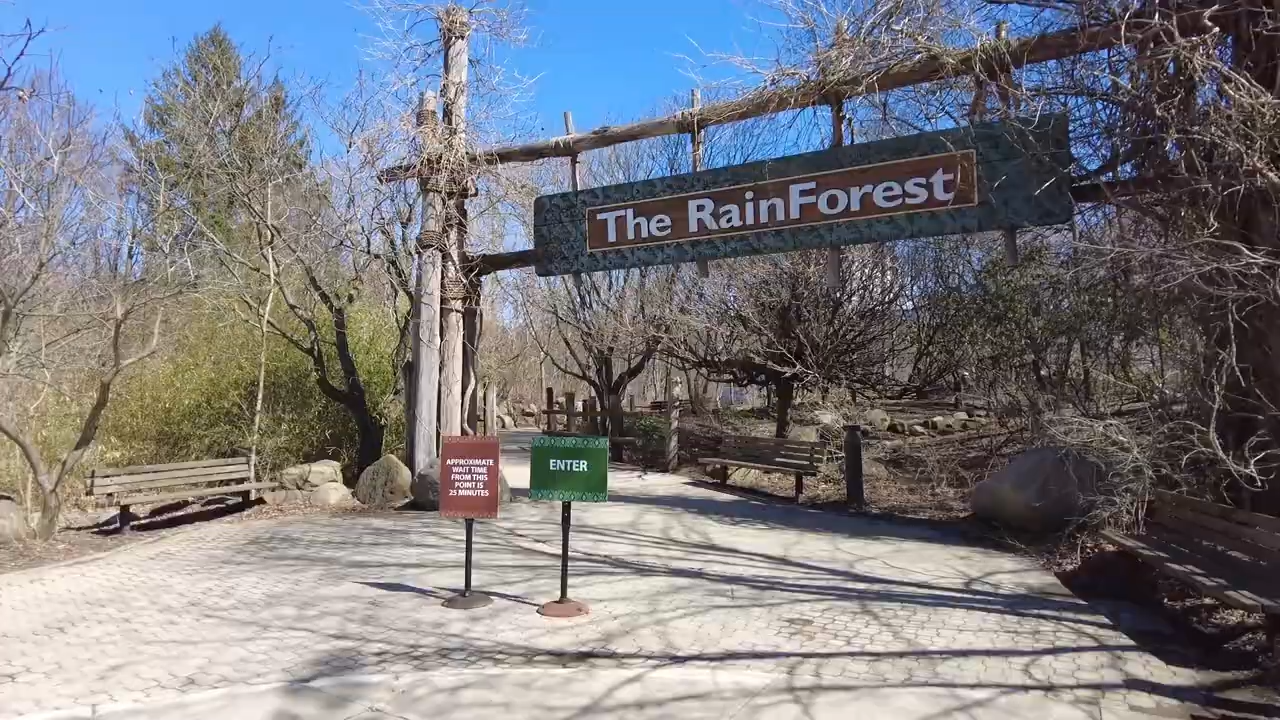 The RainForest
APPROXIMATE
WAIT TIME
FROM THIS
POINT IS
25 MINUTES
ENTER